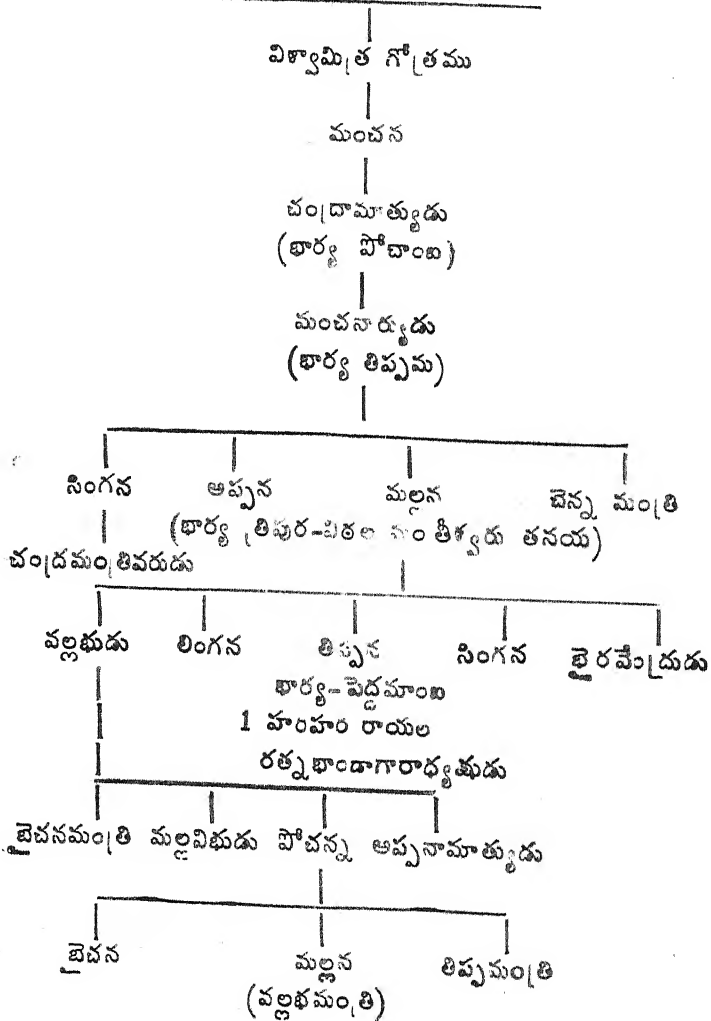 విశ్వామిత్ర గోత్రము
మంచన
చంద్రామాత్యుడు
(భార్య పోచాంబ)
మంచనార్యుడు
(భార్య తిప్పమ)
సింగన అప్పన మల్లన చెన్న మంత్రి
(భార్య త్రిపుర-విఠల మంత్రీశ్వరు తనయ)
చంద్రమంత్రివరుడు
వల్లభుడు లింగన తిప్పన సింగన భైరవేంద్రుడు
భార్య-పెద్దమాంబ
1 హరిహర రాయల
రత్నభాండాగారాధ్యక్షుడు
బైచనమంత్రి మల్లవిభుడు పోచన్న అప్పనామాత్యుడు
బైచన మల్లన తిప్పమంత్రి
(వల్లభమంత్రి)